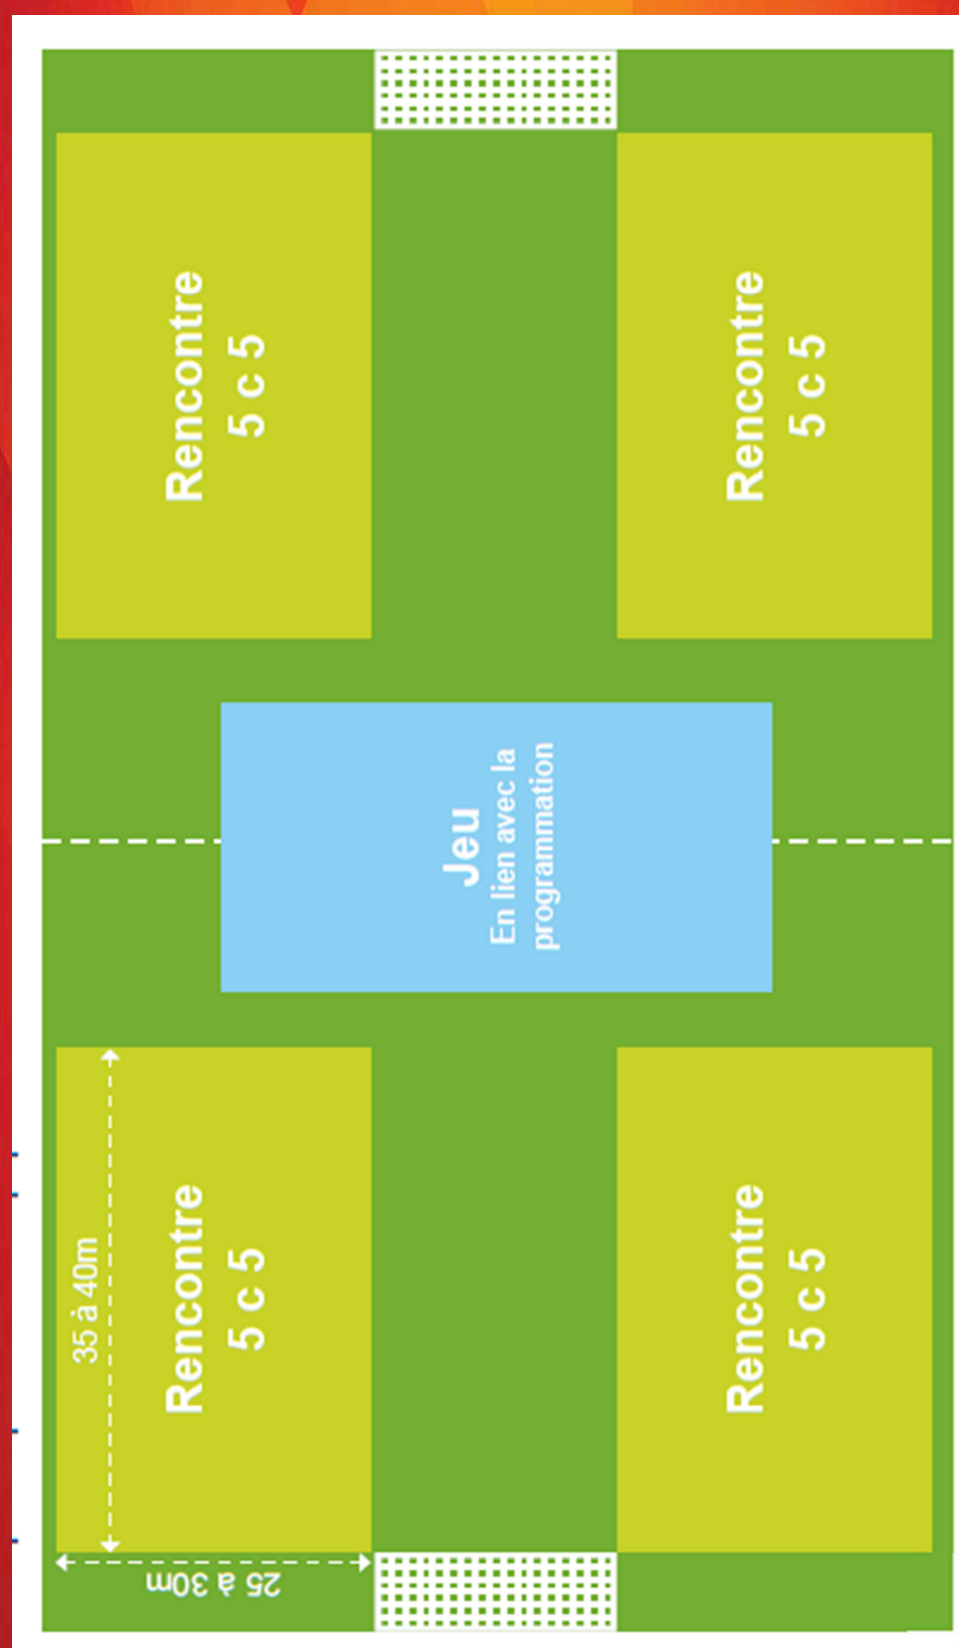 Rencontre
5 c 5
Rencontre
5 c 5
Jeu
En lien avec la
programmation
35 à 40m
Rencontre
5 c 5
Rencontre
5 c 5
25 à 30m